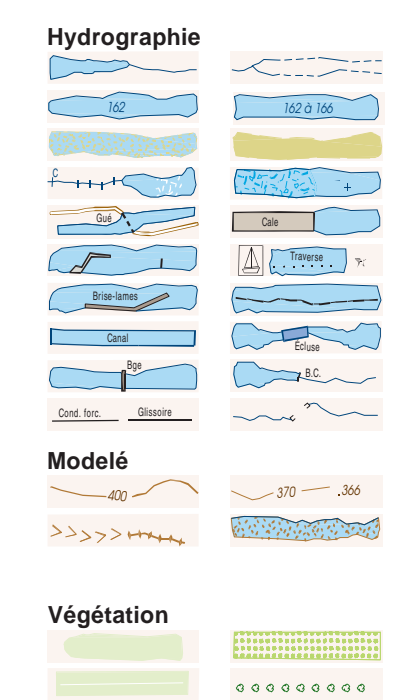 Hydrographie
162
162 à 166
C
Gué
Cale
Traverse
Brise-lames
Canal
Écluse
Bge
B.C.
Cond. forc.
Glissoire
Modelé
400
370
.366
Végétation